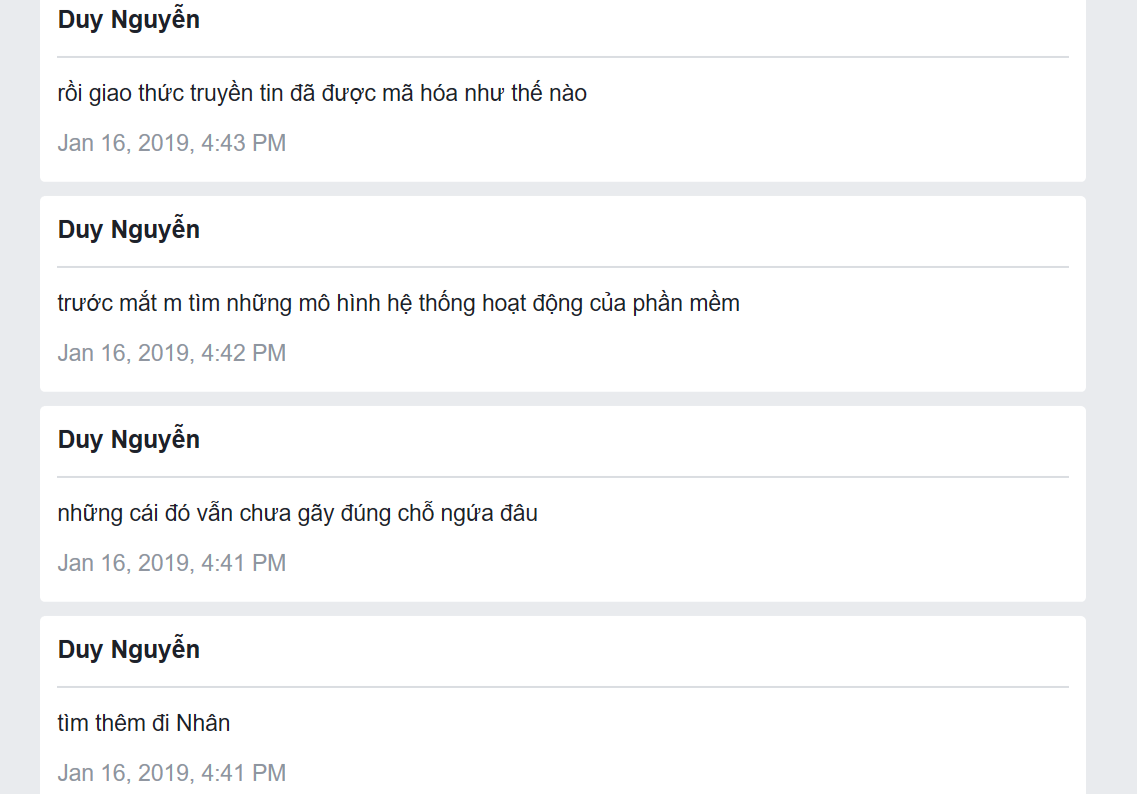 Duy Nguyễn
rồi giao thức truyền tin đã được mã hóa như thế nào
Jan 16, 2019, 4:43 PM
Duy Nguyễn
trước mắt m tìm những mô hình hệ thống hoạt động của phần mềm
Jan 16, 2019, 4:42 PM
Duy Nguyễn
những cái đó vẫn chưa gãy đúng chỗ ngứa đâu
Jan 16, 2019, 4:41 PM
Duy Nguyễn
tìm thêm đi Nhân
Jan 16, 2019, 4:41 PM